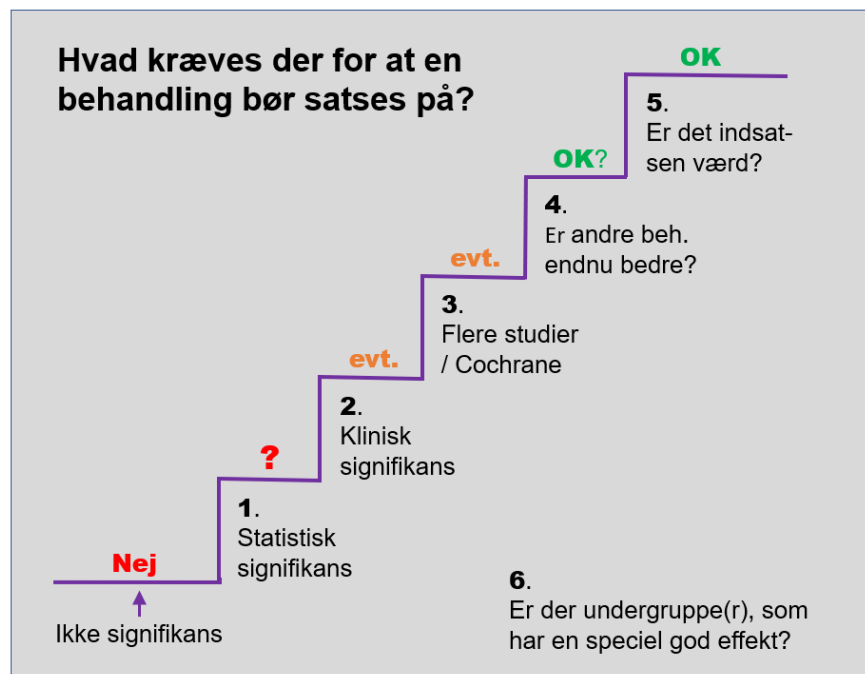 Hvad kræves der for at en
behandling bør satses på?
OK
5.
Er det indsat-
sen værd?
OK?
4.
Er andre beh.
endnu bedre?
evt.
3.
Flere studier
/ Cochrane
evt.
2.
Klinisk
signifikans
?
1.
Statistisk
signifikans
Nej
Ikke signifikans
6.
Er der undergruppe(r), som
har en speciel god effekt?